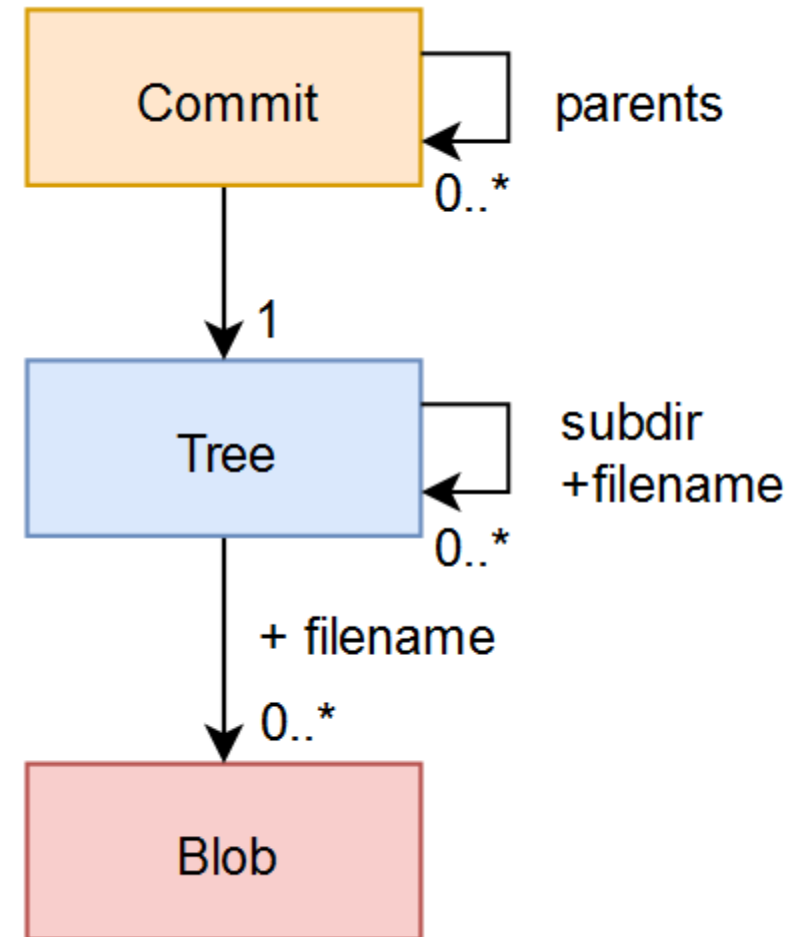 Commit
parents
0..*
1
Tree
subdir
+filename
0..*
+ filename
0..*
Blob